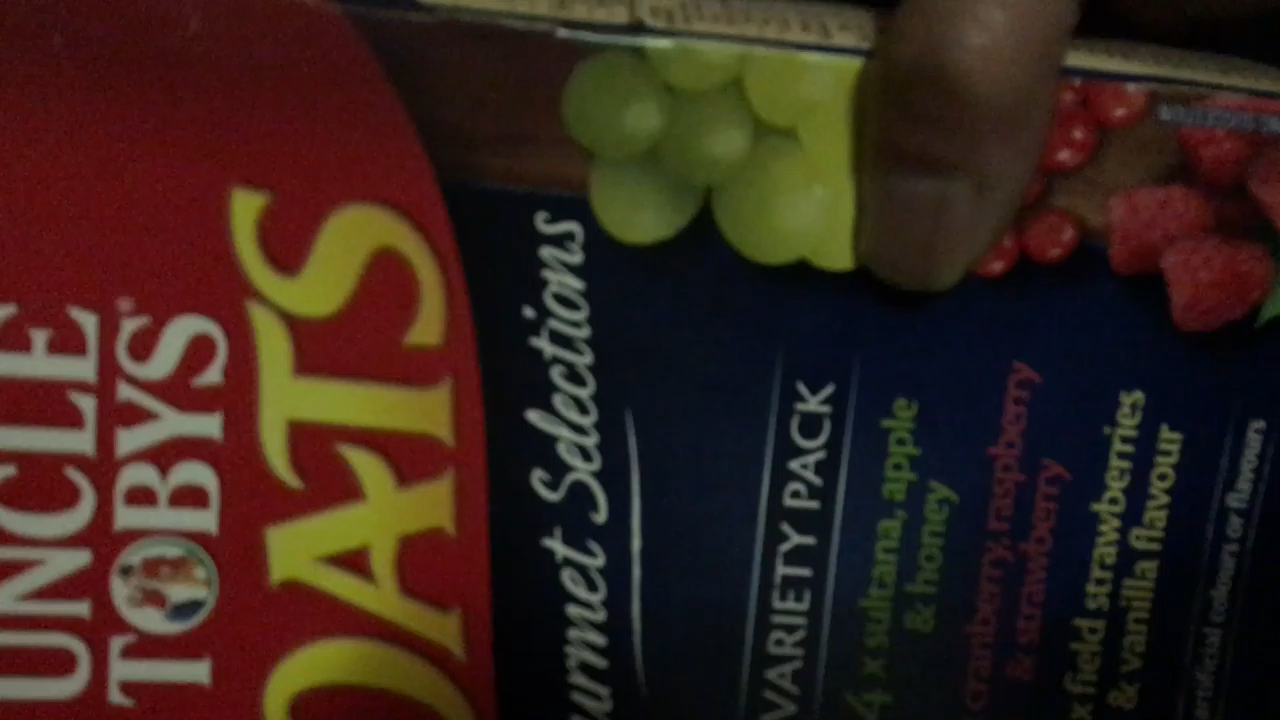 UNCLE
TOBYS
OATS
urmet Selections
VARIETY PACK
4 x sultana, apple
& honey
cranberry, raspberry
& strawberry
x field strawberries
& vanilla flavour
artificial colours or flavours